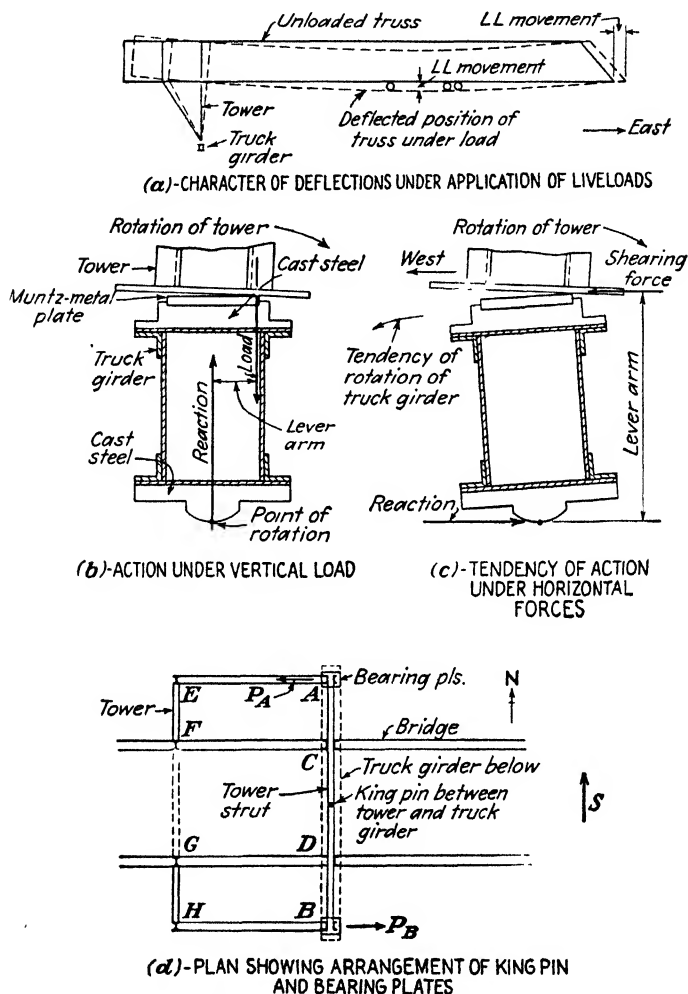 Unloaded truss
LL movement
LL movement
Tower
Truck
girder
Deflected position of
truss under load
East
(a)-CHARACTER OF DEFLECTIONS UNDER APPLICATION OF LIVELOADS
Rotation of tower
Tower
Cast steel
Muntz-metal
plate
Truck
girder
Load
Reaction
Lever
arm
Cast
steel
Point of
rotation
(b)-ACTION UNDER VERTICAL LOAD
Rotation of tower
West
Shearing
force
Tendency of
rotation of
truck girder
Lever arm
Reaction
(c)-TENDENCY OF ACTION
UNDER HORIZONTAL
FORCES
E
PA
A
Bearing pls.
N
Tower
F
Bridge
C
Truck girder below
Tower
strut
King pin between
tower and truck
girder
S
G
D
H
B
PB
(d)-PLAN SHOWING ARRANGEMENT OF KING PIN
AND BEARING PLATES